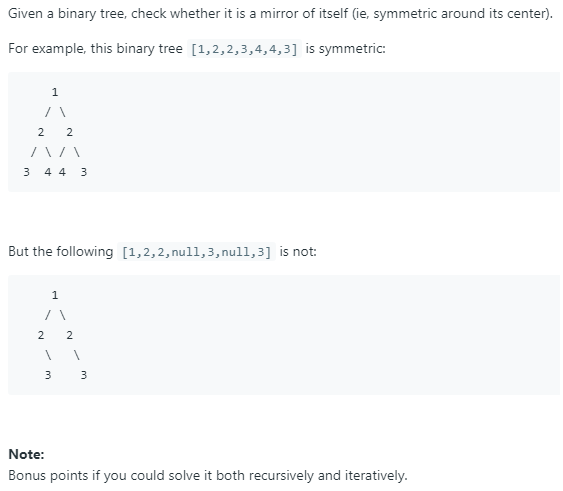 Given a binary tree, check whether it is a mirror of itself (ie, symmetric around its center).
For example, this binary tree [1,2,2,3,4,4,3] is symmetric:
    1
   / \
  2   2
 / \ / \
3  4 4  3
But the following [1,2,2,null,3,null,3] is not:
    1
   / \
  2   2
   \   \
   3    3
Note:
Bonus points if you could solve it both recursively and iteratively.